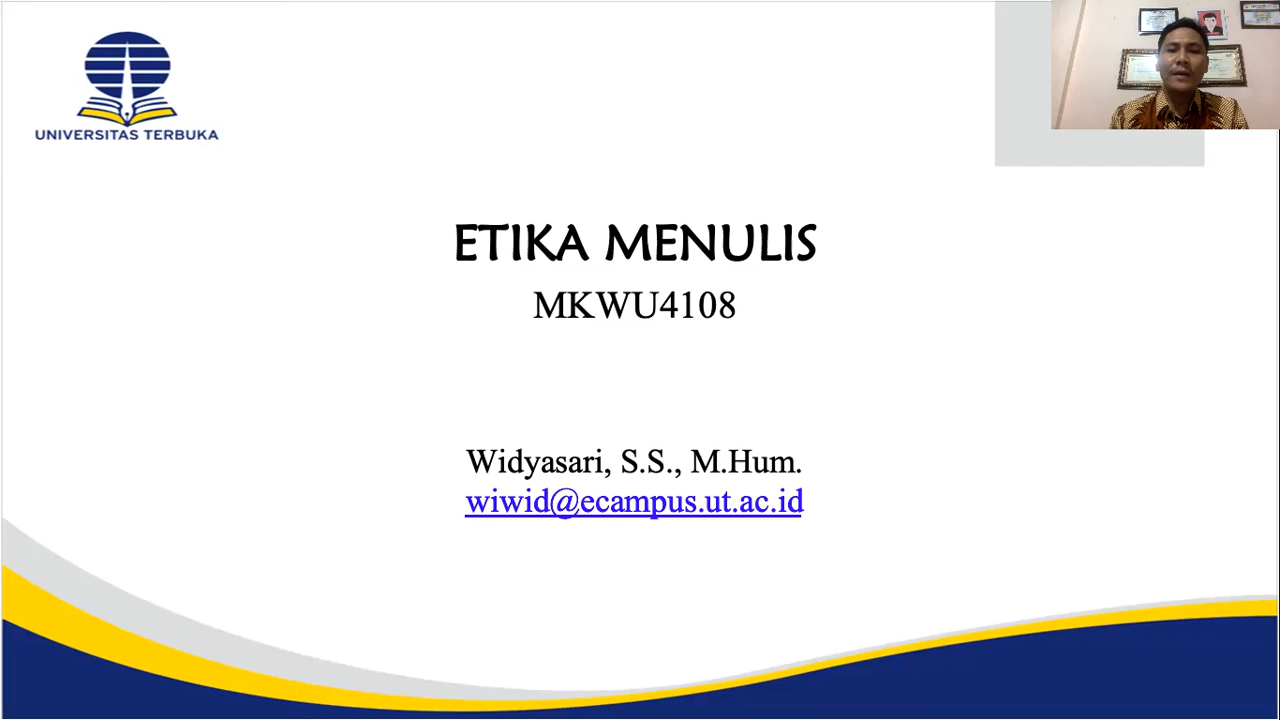 UNIVERSITAS TERBUKA
ETIKA MENULIS
MKWU4108
Widyasari, S.S., M.Hum.
wiwid@ecampus.ut.ac.id